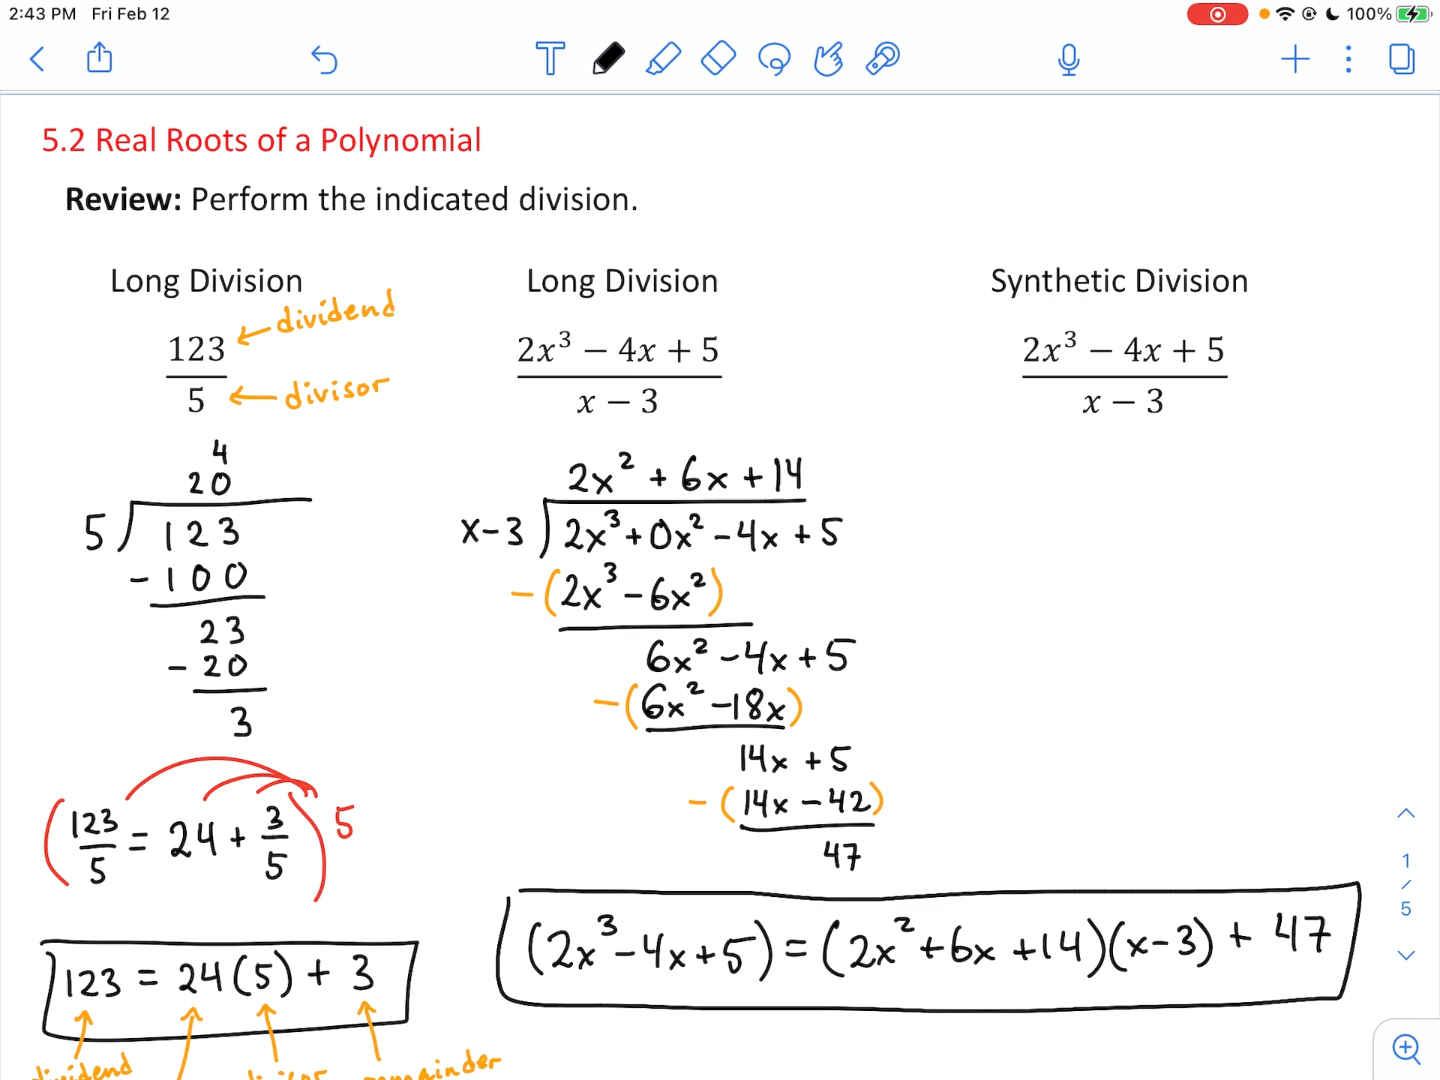 2:43 PM Fri Feb 12 100%
5.2 Real Roots of a Polynomial
Review: Perform the indicated division.
Long Division
123 ← dividend
5 ← divisor
4
20
5 123
- 100
23
- 20
3
(123/5 = 24 + 3/5) 5
123 = 24(5) + 3
dividend divisor remainder
Long Division
2x³ − 4x + 5
x − 3
2x² + 6x + 14
x-3 2x³ + 0x² - 4x + 5
-(2x³ - 6x²)
6x² - 4x + 5
-(6x² - 18x)
14x + 5
-(14x - 42)
47
(2x³ - 4x + 5) = (2x² + 6x + 14)(x-3) + 47
Synthetic Division
2x³ − 4x + 5
x − 3
1
/
5